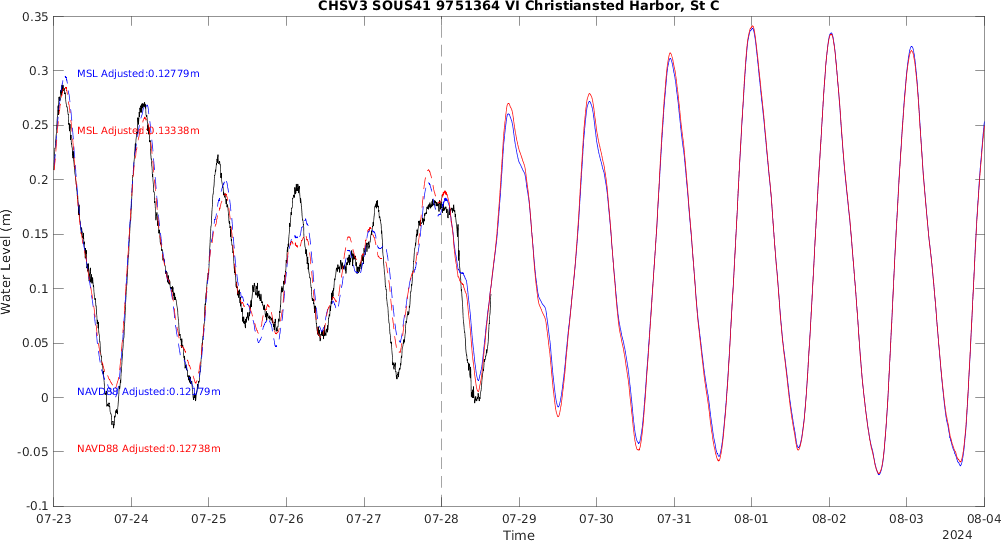 CHSV3 SOUS41 9751364 VI Christiansted Harbor, St C
0.35
0.3
0.25
0.2
0.15
0.1
0.05
0
-0.05
-0.1
Water Level (m)
MSL Adjusted:0.12779m
MSL Adjusted:0.13338m
NAVD88 Adjusted:0.12179m
NAVD88 Adjusted:0.12738m
07-23 07-24 07-25 07-26 07-27 07-28 07-29 07-30 07-31 08-01 08-02 08-03 08-04
Time
2024